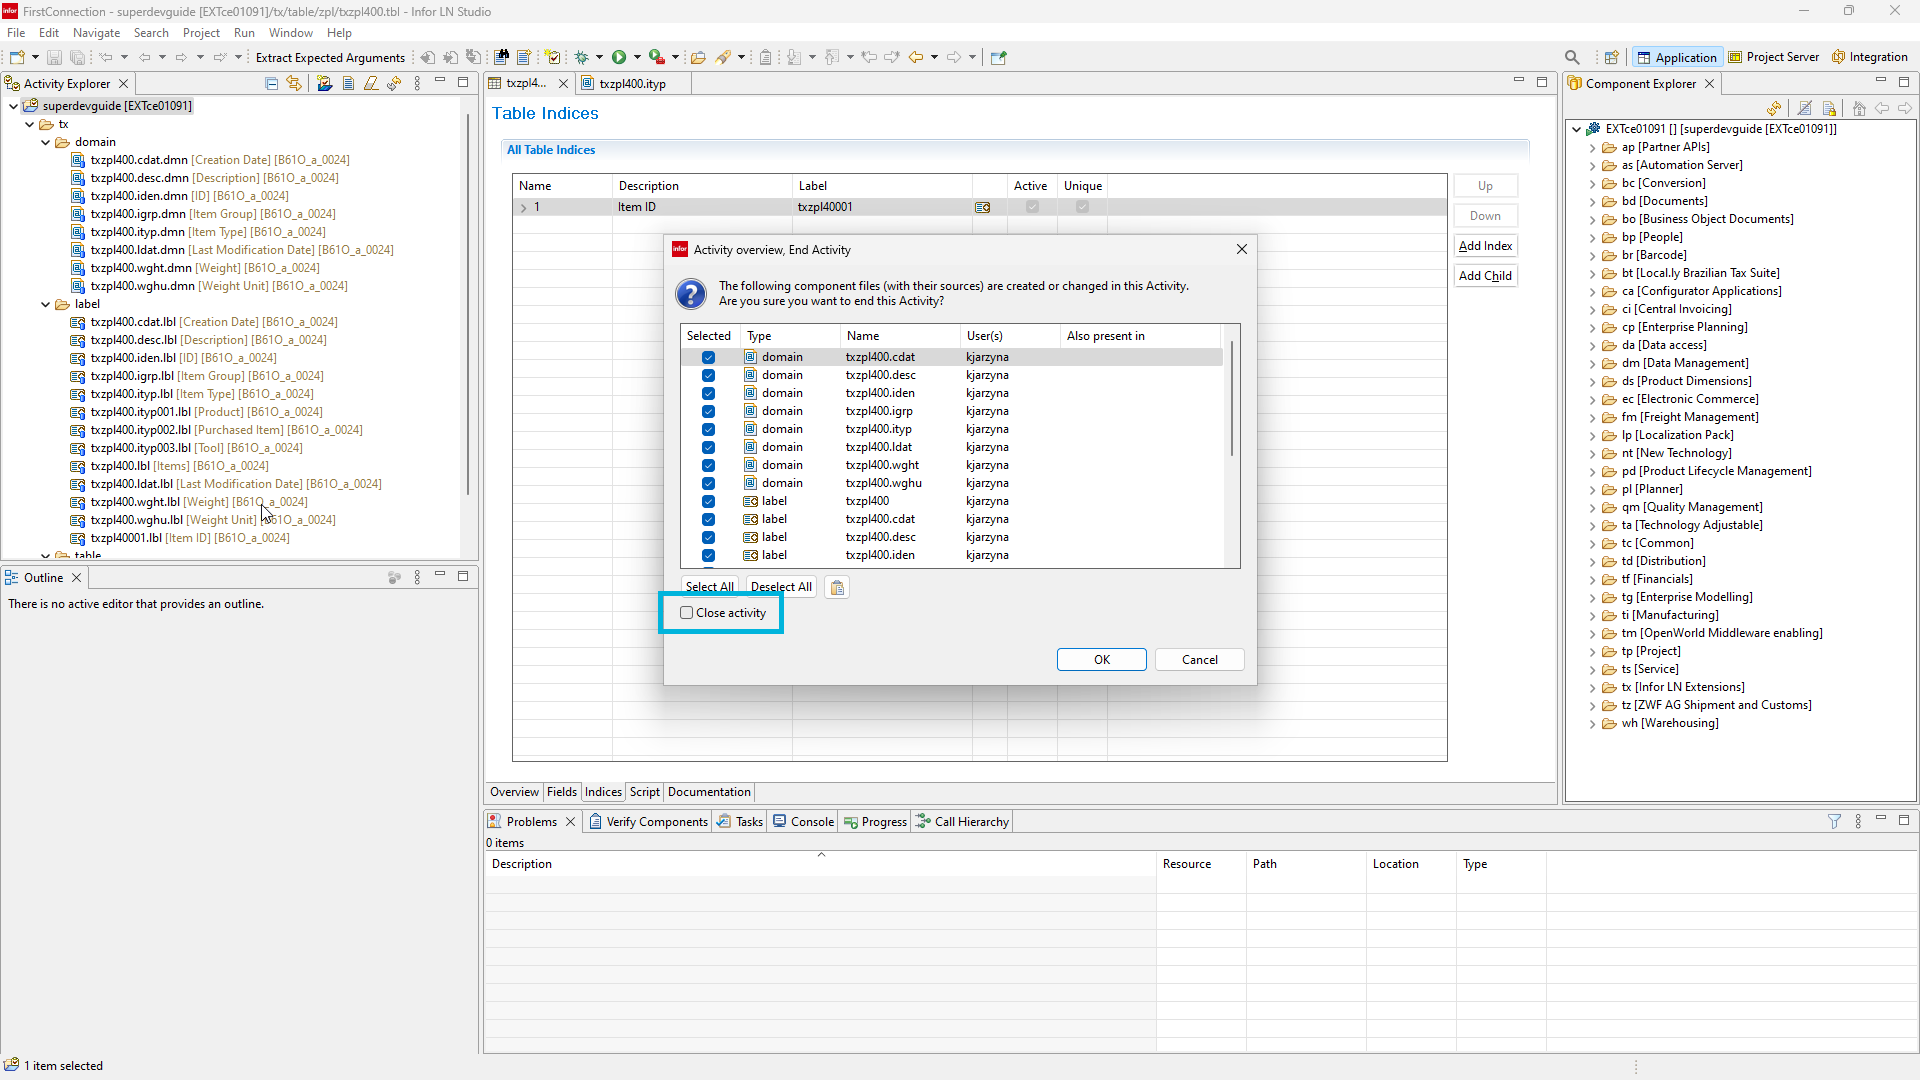 infor FirstConnection - superdevguide [EXTce01091]/tx/table/zpl/txzpl400.tbl - Infor LN Studio
File Edit Navigate Search Project Run Window Help
Extract Expected Arguments
Application Project Server Integration
Activity Explorer
superdevguide [EXTce01091]
tx
domain
txzpl400.cdat.dmn [Creation Date] [B61O_a_0024]
txzpl400.desc.dmn [Description] [B61O_a_0024]
txzpl400.iden.dmn [ID] [B61O_a_0024]
txzpl400.igrp.dmn [Item Group] [B61O_a_0024]
txzpl400.ityp.dmn [Item Type] [B61O_a_0024]
txzpl400.ldat.dmn [Last Modification Date] [B61O_a_0024]
txzpl400.wght.dmn [Weight] [B61O_a_0024]
txzpl400.wghu.dmn [Weight Unit] [B61O_a_0024]
label
txzpl400.cdat.lbl [Creation Date] [B61O_a_0024]
txzpl400.desc.lbl [Description] [B61O_a_0024]
txzpl400.iden.lbl [ID] [B61O_a_0024]
txzpl400.igrp.lbl [Item Group] [B61O_a_0024]
txzpl400.ityp.lbl [Item Type] [B61O_a_0024]
txzpl400.ityp001.lbl [Product] [B61O_a_0024]
txzpl400.ityp002.lbl [Purchased Item] [B61O_a_0024]
txzpl400.ityp003.lbl [Tool] [B61O_a_0024]
txzpl400.lbl [Items] [B61O_a_0024]
txzpl400.ldat.lbl [Last Modification Date] [B61O_a_0024]
txzpl400.wght.lbl [Weight] [B61O_a_0024]
txzpl400.wghu.lbl [Weight Unit] [B61O_a_0024]
txzpl40001.lbl [Item ID] [B61O_a_0024]
table
Outline
There is no active editor that provides an outline.
1 item selected
txzpl4... txzpl400.ityp
Table Indices
All Table Indices
Name Description Label Active Unique
1 Item ID txzpl40001
Up
Down
Add Index
Add Child
infor Activity overview, End Activity
The following component files (with their sources) are created or changed in this Activity.
Are you sure you want to end this Activity?
Selected Type Name User(s) Also present in
domain txzpl400.cdat kjarzyna
domain txzpl400.desc kjarzyna
domain txzpl400.iden kjarzyna
domain txzpl400.igrp kjarzyna
domain txzpl400.ityp kjarzyna
domain txzpl400.ldat kjarzyna
domain txzpl400.wght kjarzyna
domain txzpl400.wghu kjarzyna
label txzpl400 kjarzyna
label txzpl400.cdat kjarzyna
label txzpl400.desc kjarzyna
label txzpl400.iden kjarzyna
Select All Deselect All
Close activity
OK Cancel
Overview Fields Indices Script Documentation
Problems Verify Components Tasks Console Progress Call Hierarchy
0 items
Description Resource Path Location Type
Component Explorer
EXTce01091 [] [superdevguide [EXTce01091]]
ap [Partner APIs]
as [Automation Server]
bc [Conversion]
bd [Documents]
bo [Business Object Documents]
bp [People]
br [Barcode]
bt [Local.ly Brazilian Tax Suite]
ca [Configurator Applications]
ci [Central Invoicing]
cp [Enterprise Planning]
da [Data access]
dm [Data Management]
ds [Product Dimensions]
ec [Electronic Commerce]
fm [Freight Management]
lp [Localization Pack]
nt [New Technology]
pd [Product Lifecycle Management]
pl [Planner]
qm [Quality Management]
ta [Technology Adjustable]
tc [Common]
td [Distribution]
tf [Financials]
tg [Enterprise Modelling]
ti [Manufacturing]
tm [OpenWorld Middleware enabling]
tp [Project]
ts [Service]
tx [Infor LN Extensions]
tz [ZWF AG Shipment and Customs]
wh [Warehousing]